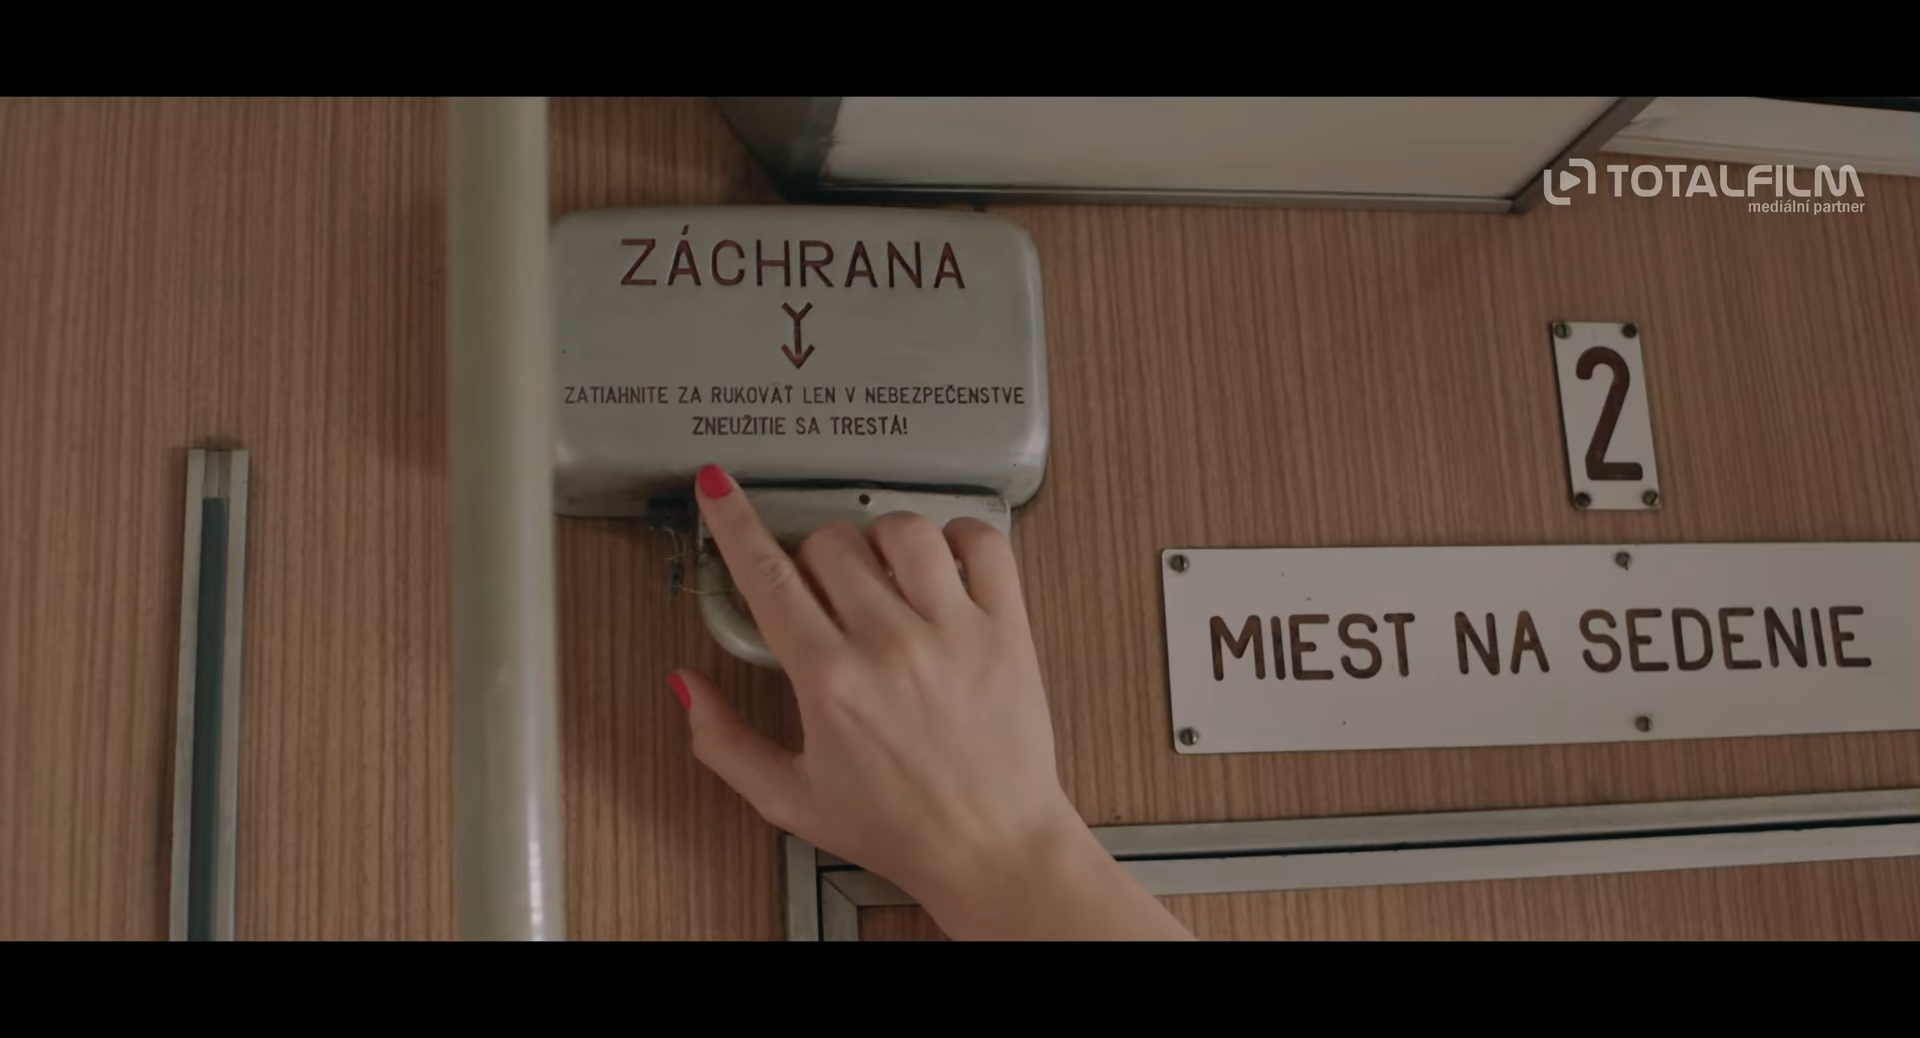 TOTALFILM
mediální partner
ZÁCHRANA
ZATIAHNITE ZA RUKOVÄŤ LEN V NEBEZPEČENSTVE
ZNEUŽITIE SA TRESTÁ!
2
MIEST NA SEDENIE